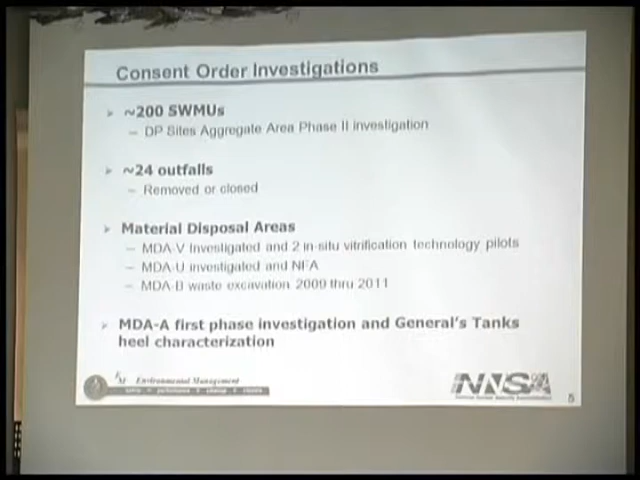 Consent Order Investigations
➢ ~200 SWMUs
– DP Sites Aggregate Area Phase II investigation
➢ ~24 outfalls
– Removed or closed
➢ Material Disposal Areas
– MDA-V Investigated and 2 in-situ vitrification technology pilots
– MDA-U investigated and NFA
– MDA-B waste excavation 2009 thru 2011
➢ MDA-A first phase investigation and General's Tanks
heel characterization
EM Environmental Management
NNSA
5